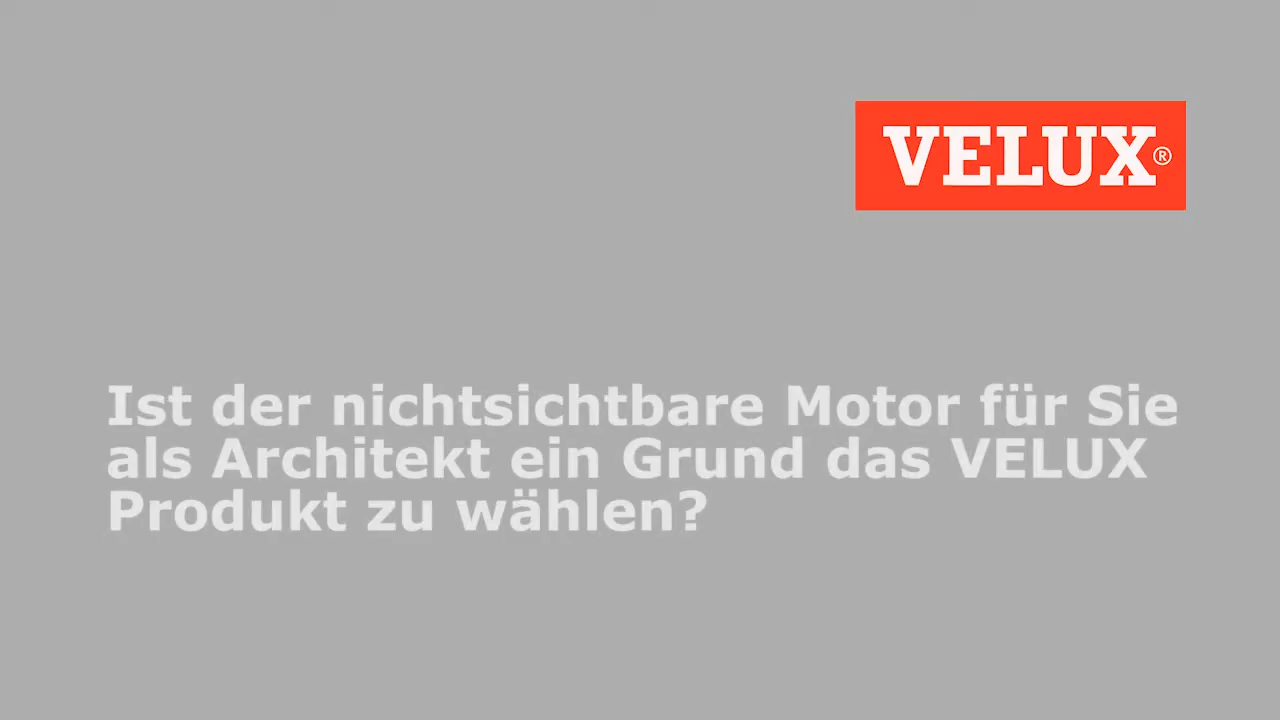 VELUX®
Ist der nichtsichtbare Motor für Sie
als Architekt ein Grund das VELUX
Produkt zu wählen?